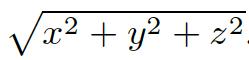 √(x² + y² + z²).